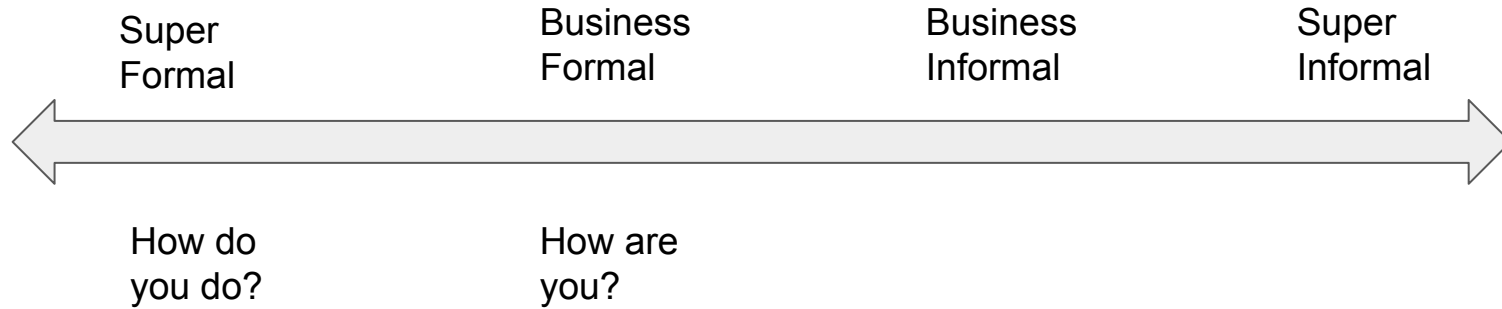 Super
Formal
Business
Formal
Business
Informal
Super
Informal
How do
you do?
How are
you?